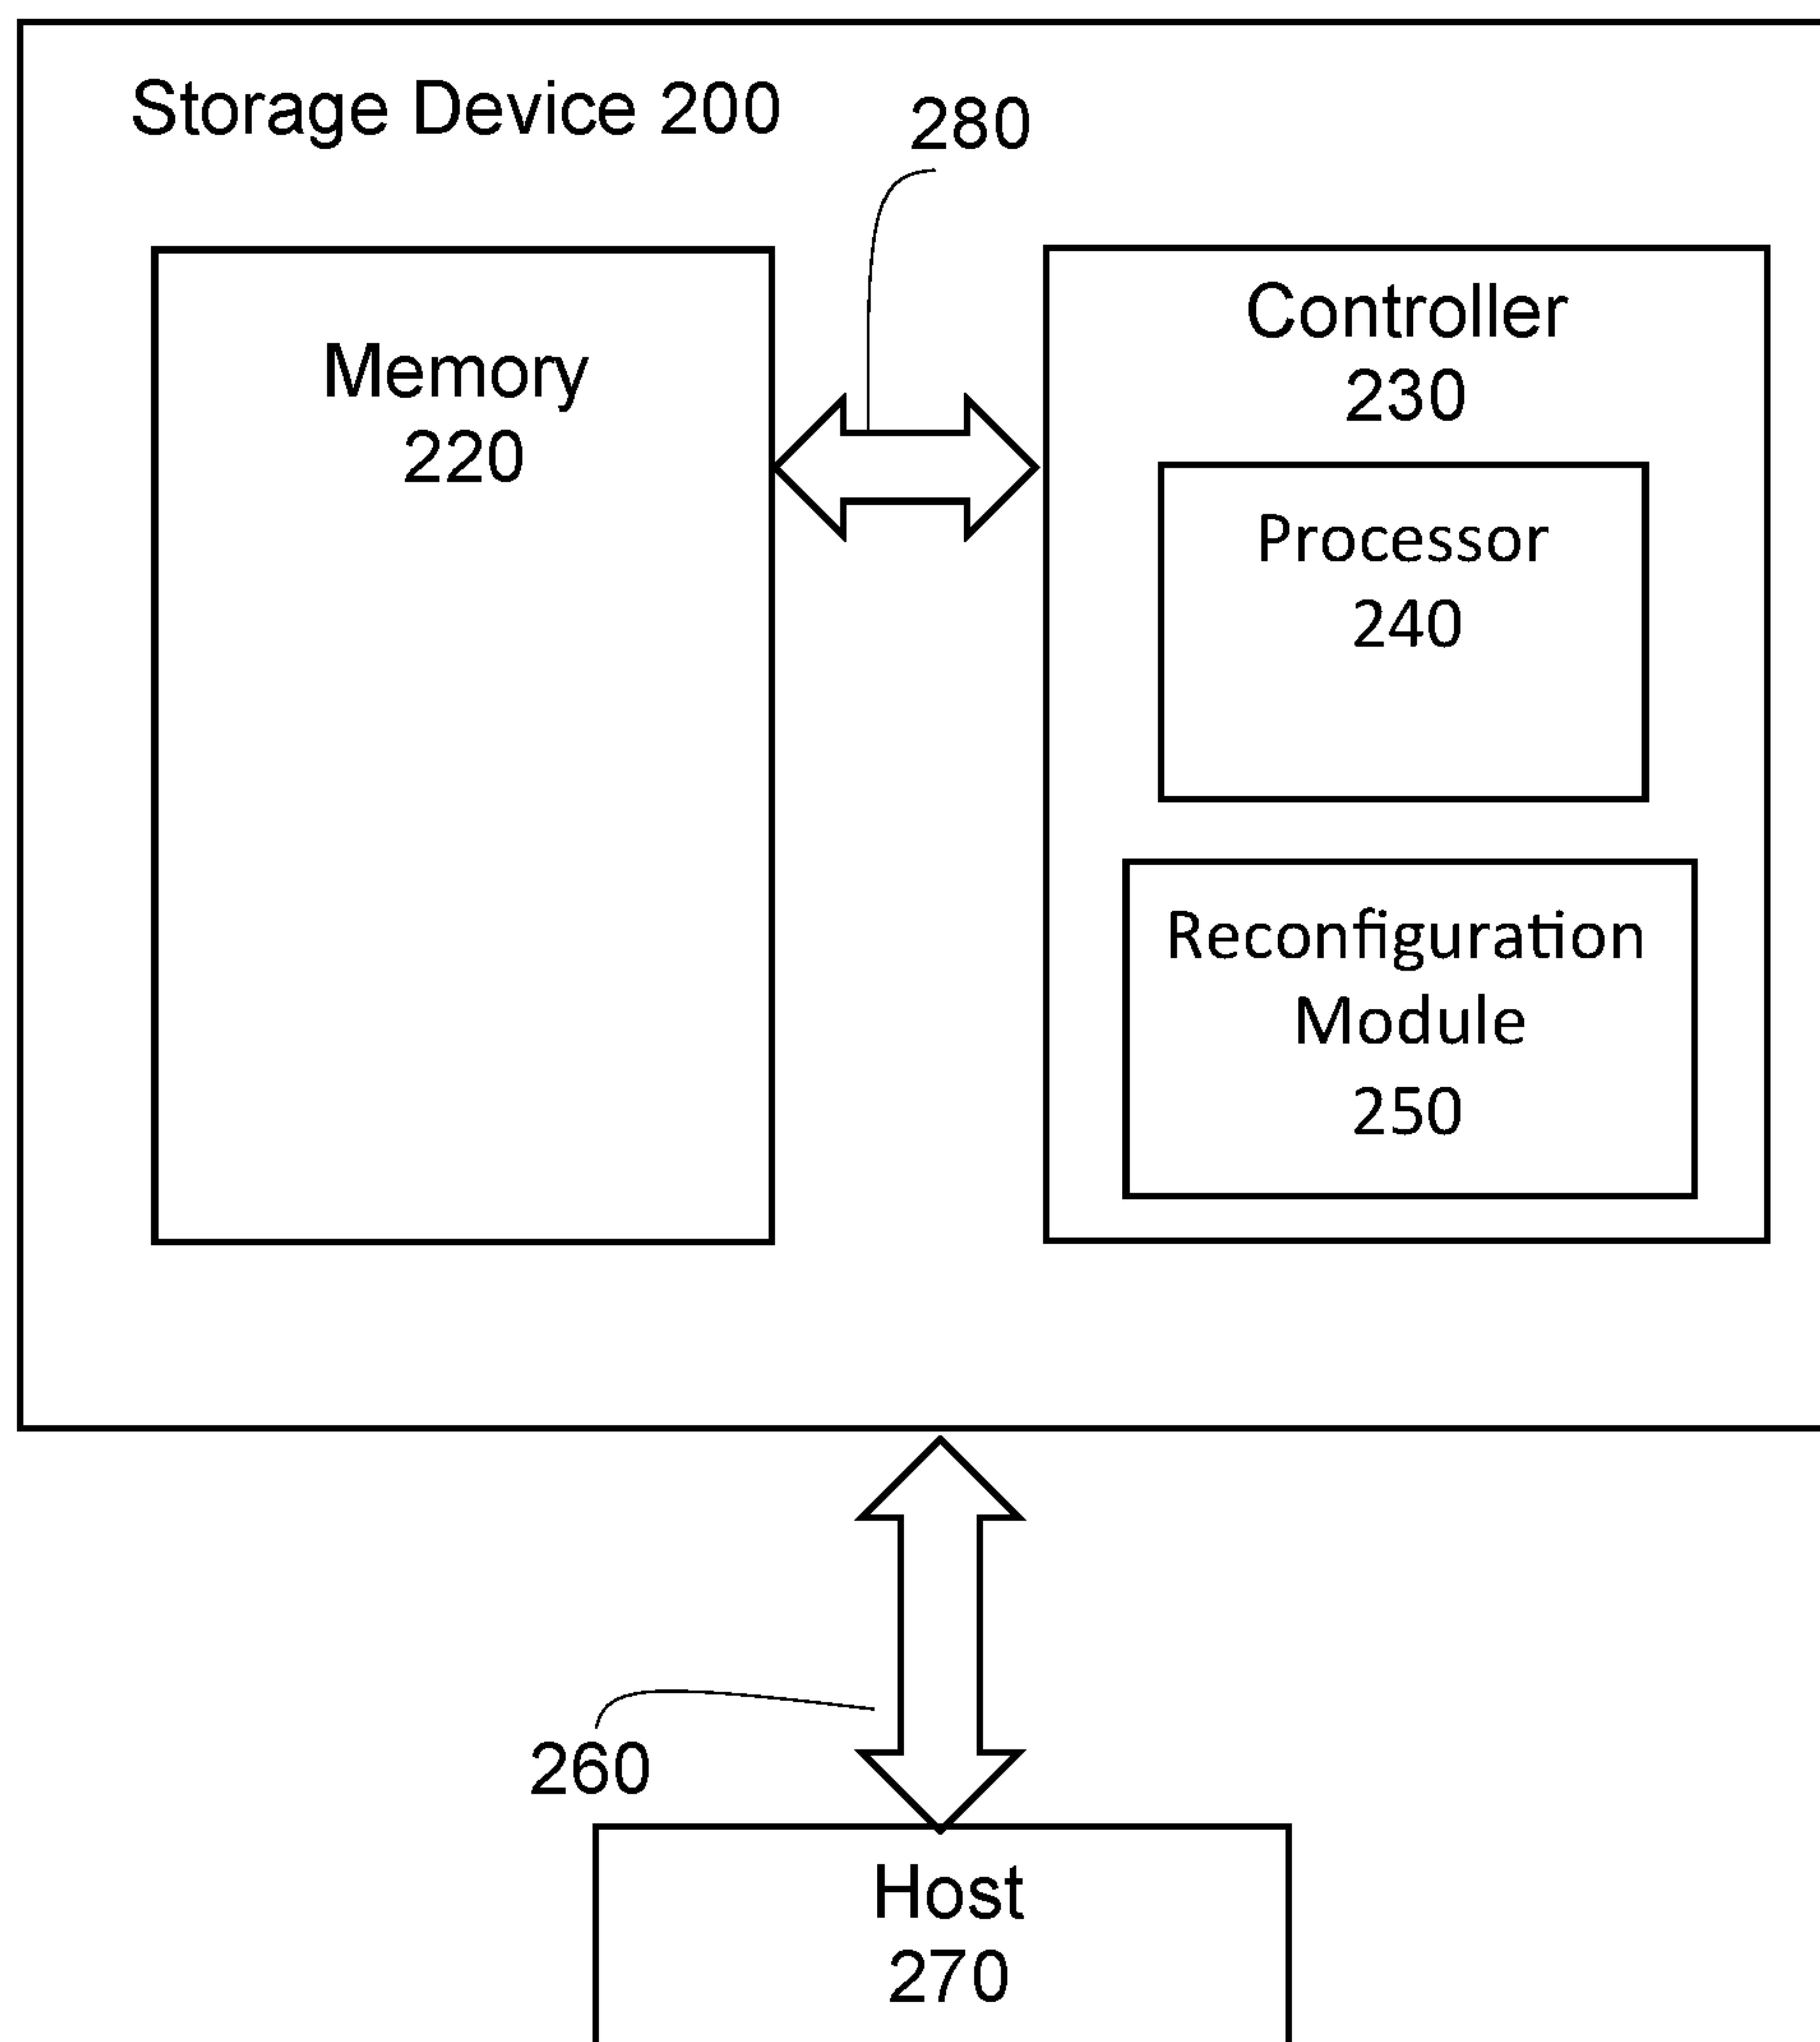 Storage Device 200
280
Memory
220
Controller
230
Processor
240
Reconfiguration
Module
250
260
Host
270